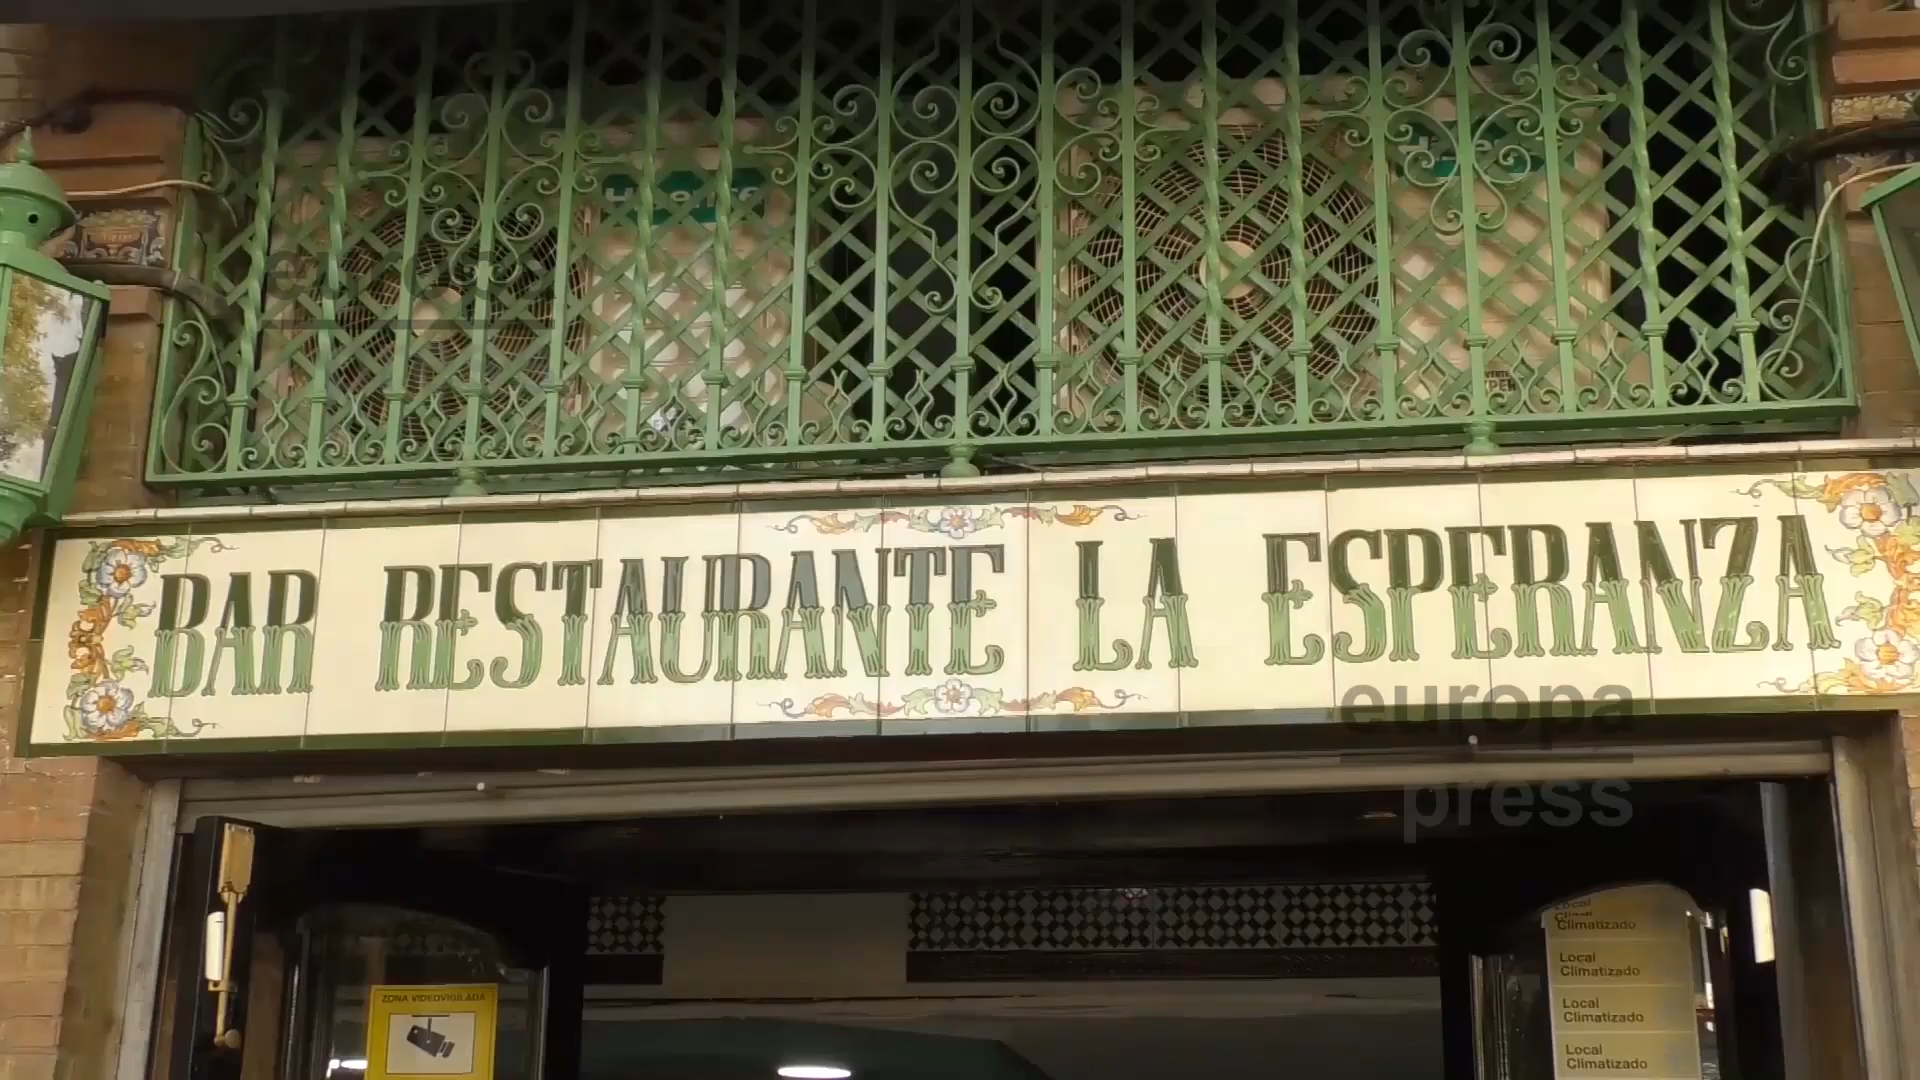 BAR RESTAURANTE LA ESPERANZA
europa
press
ZONA VIDEOVIGILADA
Local
Climatizado
Local
Climatizado
Local
Climatizado
Local
Climatizado